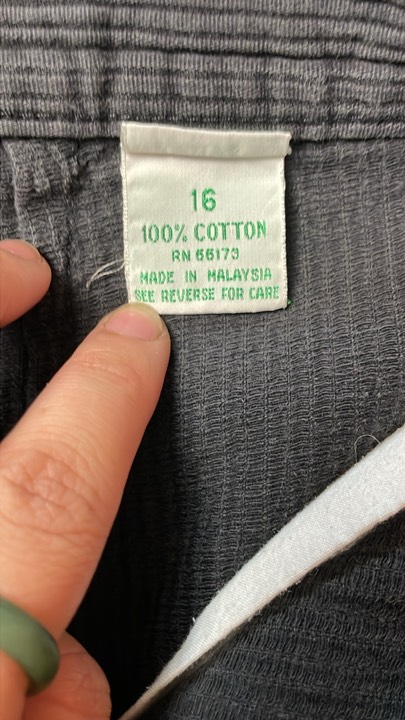 16
100% COTTON
RN 66173
MADE IN MALAYSIA
SEE REVERSE FOR CARE